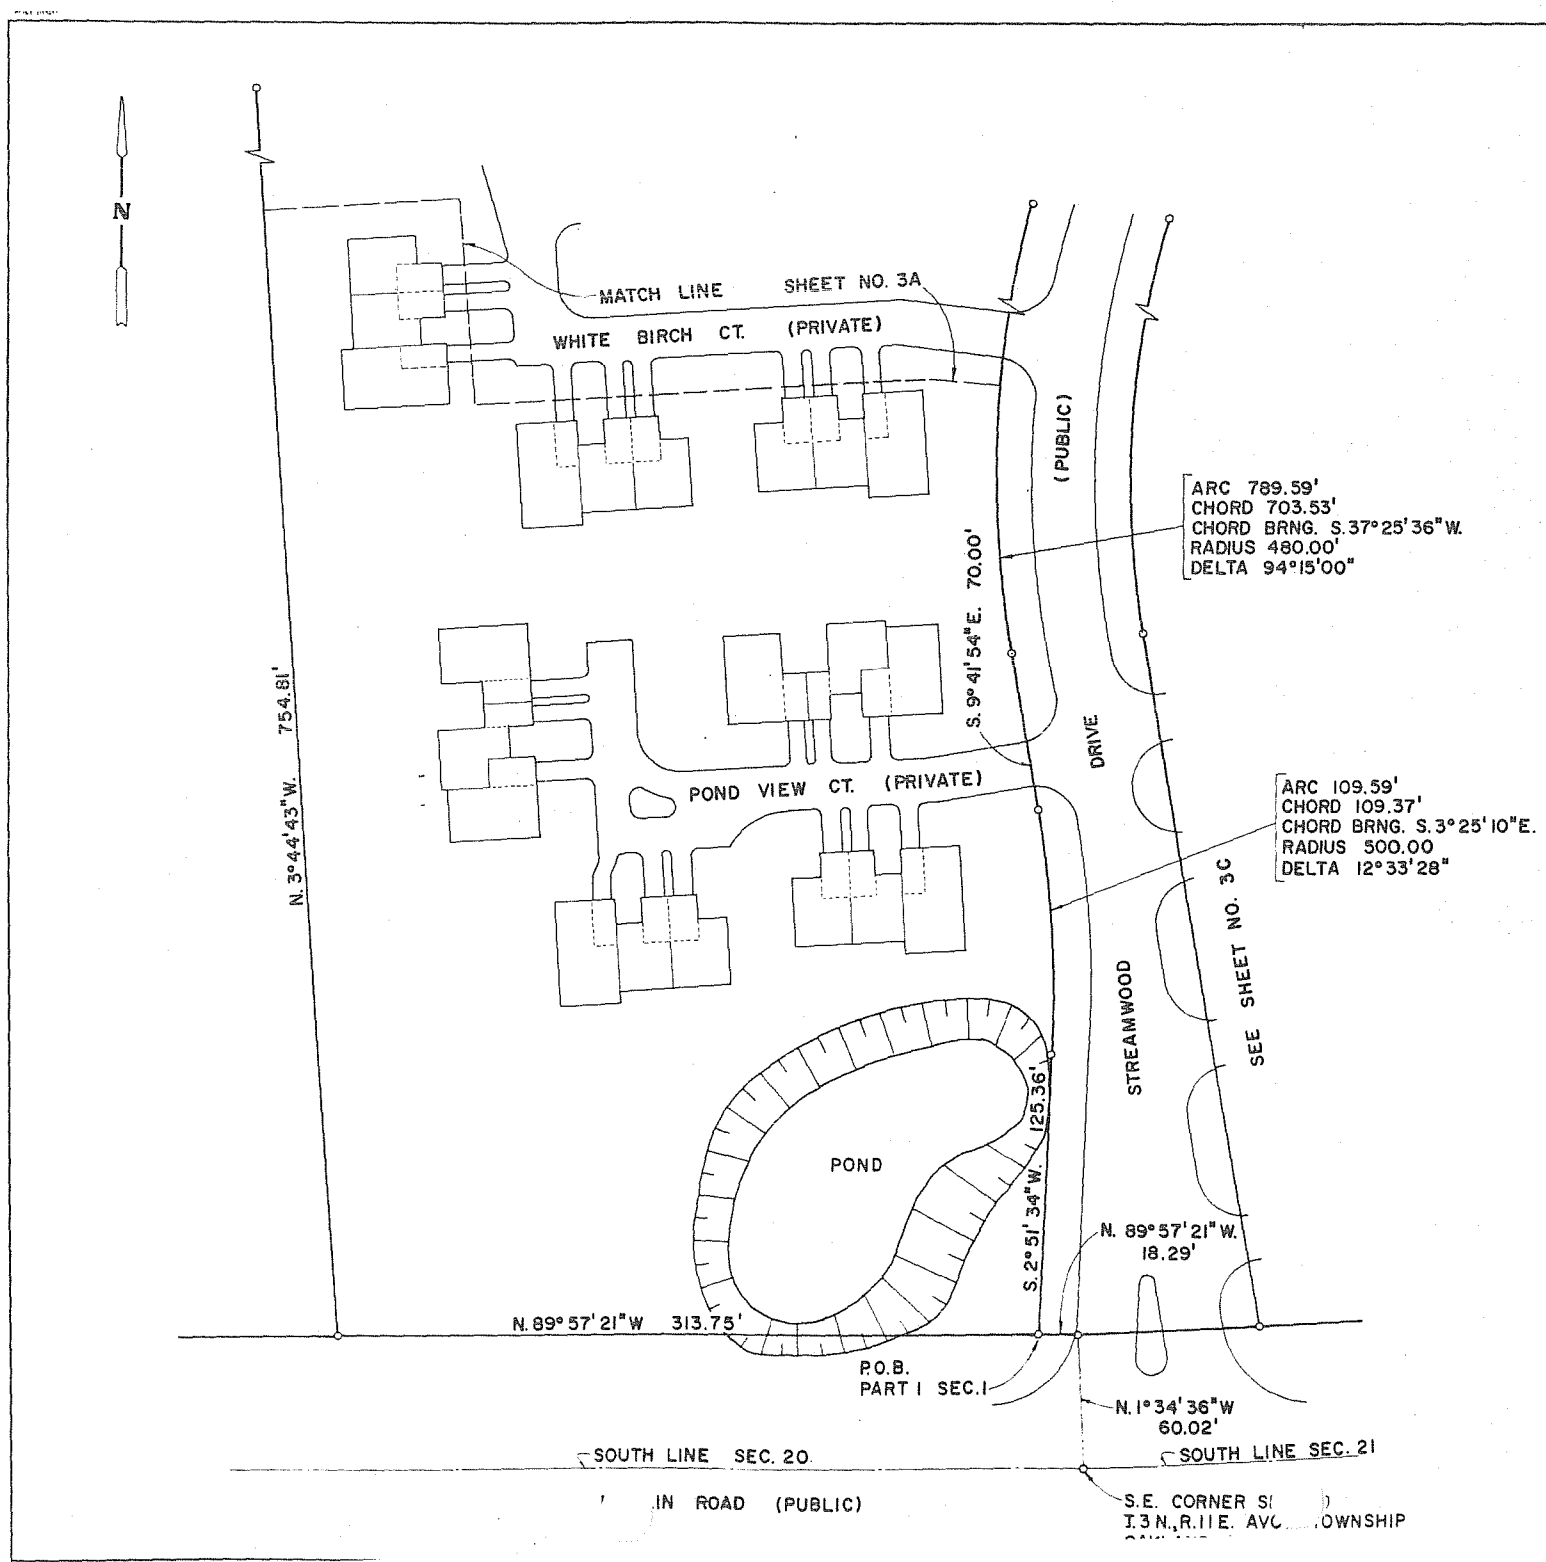 N
MATCH LINE SHEET NO. 3A
WHITE BIRCH CT. (PRIVATE)
(PUBLIC)
ARC 789.59'
CHORD 703.53'
CHORD BRNG. S. 37°25'36"W.
RADIUS 480.00'
DELTA 94°15'00"
S. 9°41'54"E. 70.00'
N. 3°44'43"W. 754.81'
POND VIEW CT. (PRIVATE)
DRIVE
ARC 109.59'
CHORD 109.37'
CHORD BRNG. S. 3°25'10"E.
RADIUS 500.00
DELTA 12°33'28"
SEE SHEET NO. 3C
STREAMWOOD
POND
S. 2°51'34"W. 125.36'
N. 89°57'21"W.
18.29'
N. 89°57'21"W 313.75'
P.O.B.
PART 1 SEC. 1
N. 1°34'36"W
60.02'
SOUTH LINE SEC. 20.
SOUTH LINE SEC. 21
ROAD (PUBLIC)
S.E. CORNER
T.3 N., R.11 E.